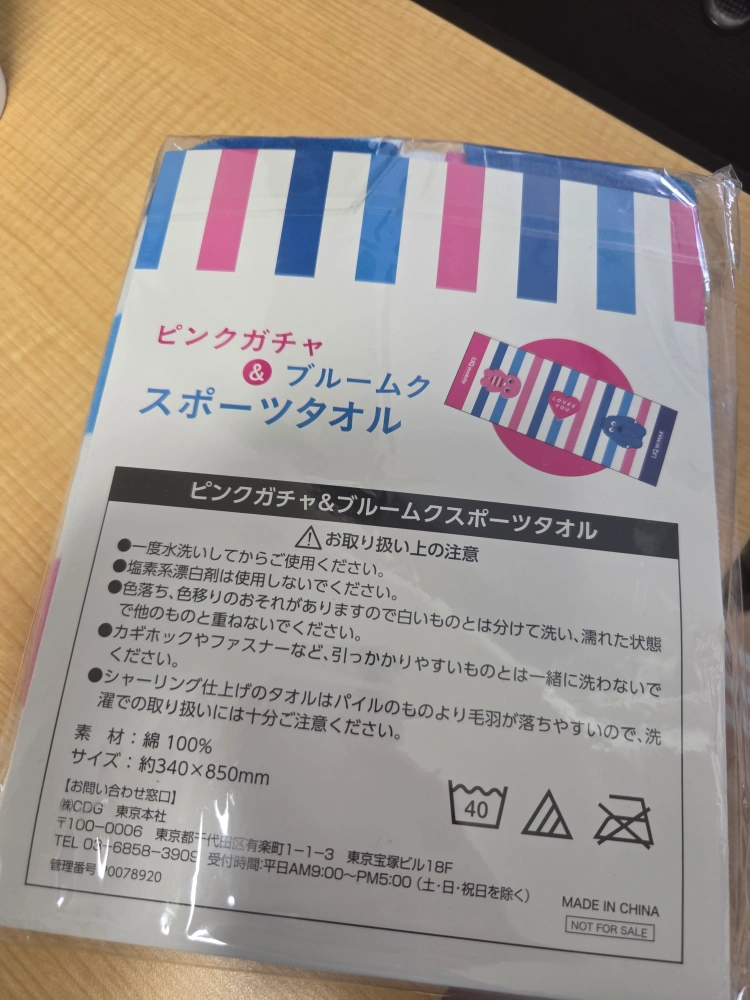 ピンクガチャ
& ブルームク
スポーツタオル
UQ mobile
LOVES
YOU
UQ WiMAX
ピンクガチャ&ブルームクスポーツタオル
お取り扱い上の注意
●一度水洗いしてからご使用ください。
●塩素系漂白剤は使用しないでください。
●色落ち、色移りのおそれがありますので白いものとは分けて洗い、濡れた状態
で他のものと重ねないでください。
●カギホックやファスナーなど、引っかかりやすいものとは一緒に洗わないで
ください。
●シャーリング仕上げのタオルはパイルのものより毛羽が落ちやすいので、洗
濯での取り扱いには十分ご注意ください。
素 材：綿 100%
サイズ：約340×850mm
40
【お問い合わせ窓口】
㈱CDG 東京本社
〒100-0006 東京都千代田区有楽町1-1-3 東京宝塚ビル18F
TEL 03-6858-3909 受付時間:平日AM9:00～PM5:00（土・日・祝日を除く）
管理番号 0078920
MADE IN CHINA
NOT FOR SALE